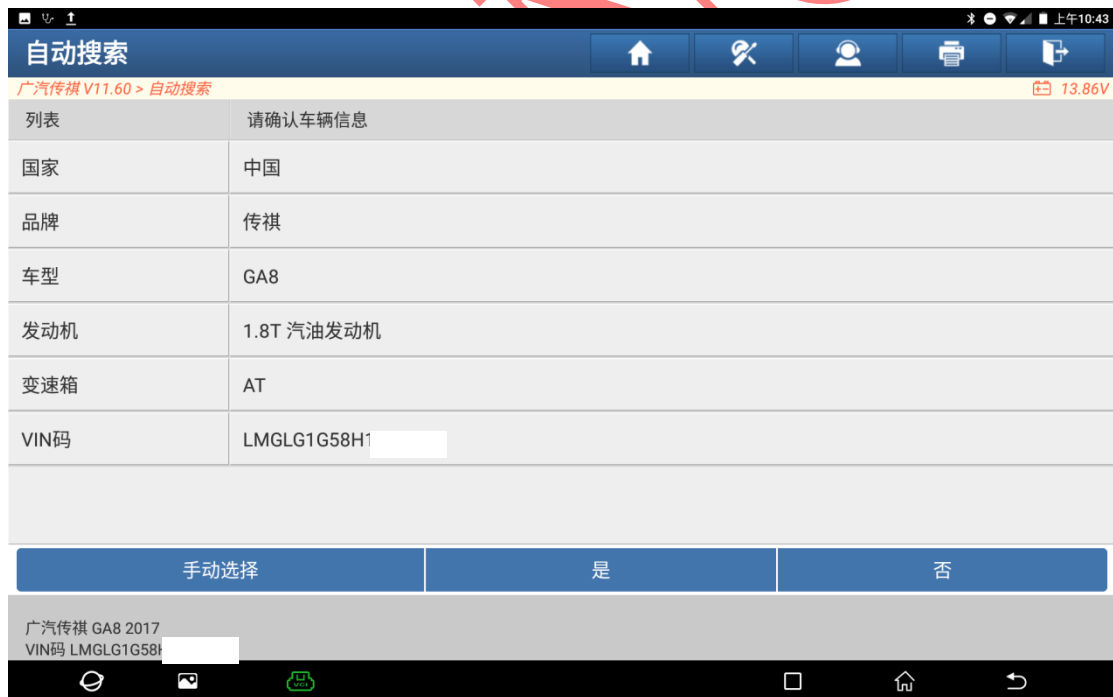 上午10:43
自动搜索
广汽传祺 V11.60 > 自动搜索
13.86V
列表 请确认车辆信息
国家 中国
品牌 传祺
车型 GA8
发动机 1.8T 汽油发动机
变速箱 AT
VIN码 LMGLG1G58H1
手动选择 是 否
广汽传祺 GA8 2017
VIN码 LMGLG1G58H
VCI